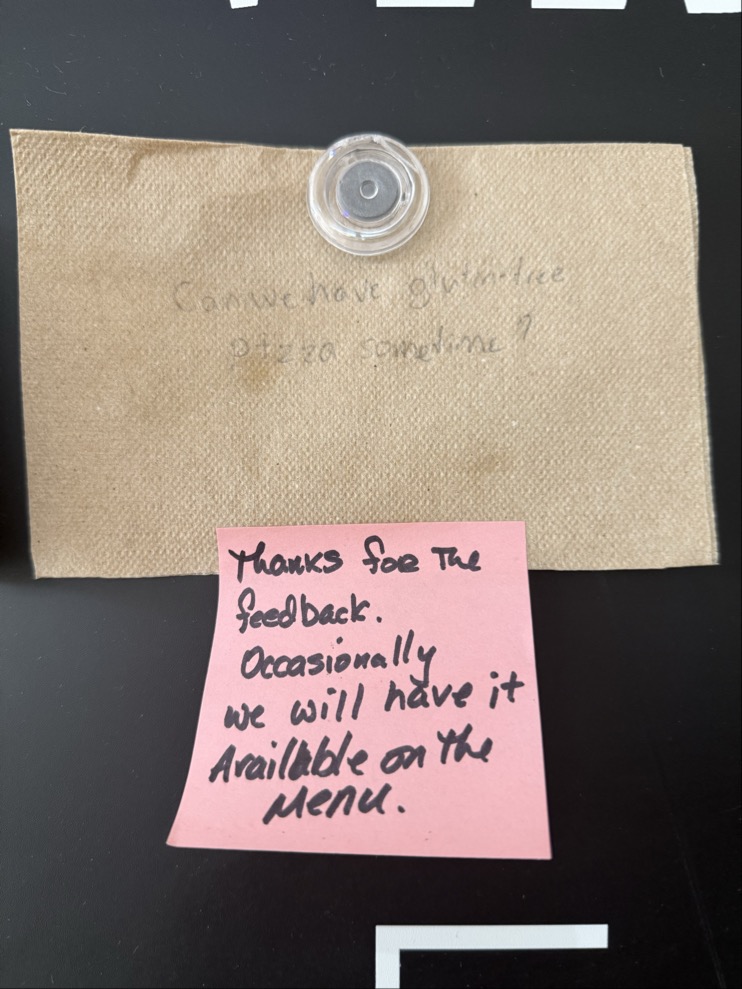 Can we have gluten-free
pizza sometime?
Thanks for The
feedback.
Occasionally
we will have it
Available on the
Menu.